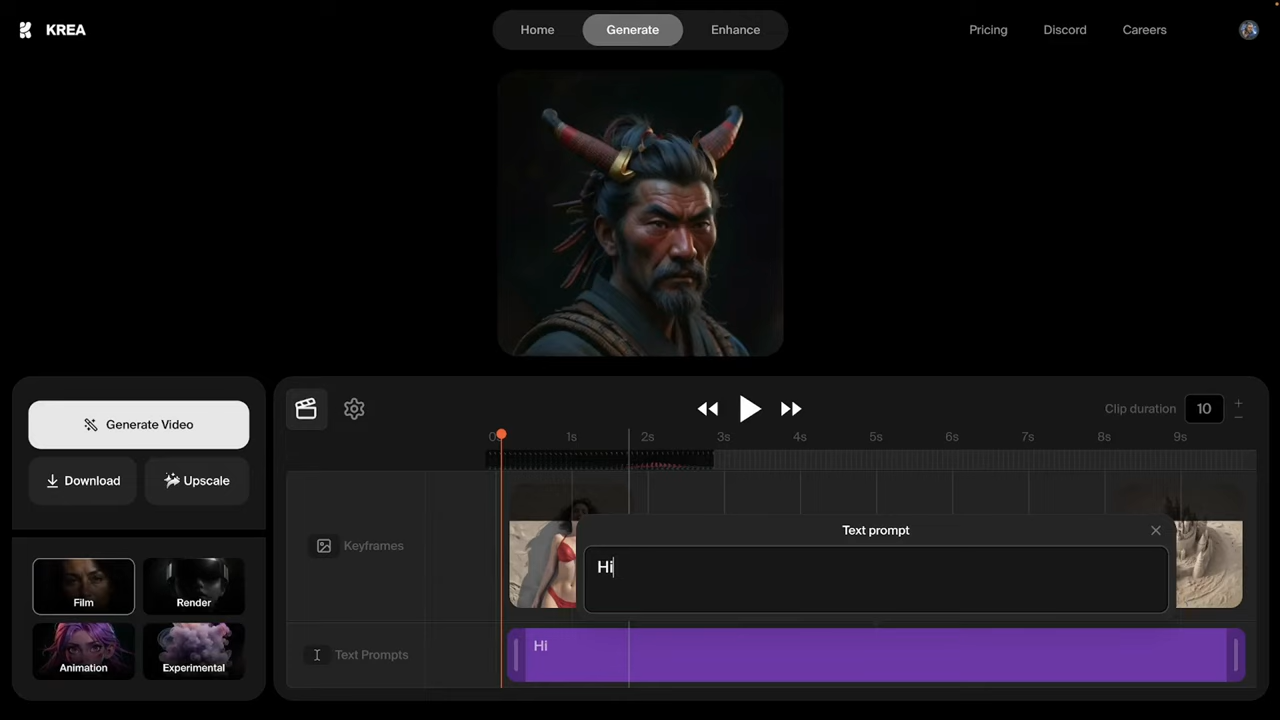 KREA
Home
Generate
Enhance
Pricing
Discord
Careers
Generate Video
Download
Upscale
Film
Render
Animation
Experimental
Clip duration
10
+
−
0s 1s 2s 3s 4s 5s 6s 7s 8s 9s
Keyframes
Text prompt
Hi
Text Prompts
Hi